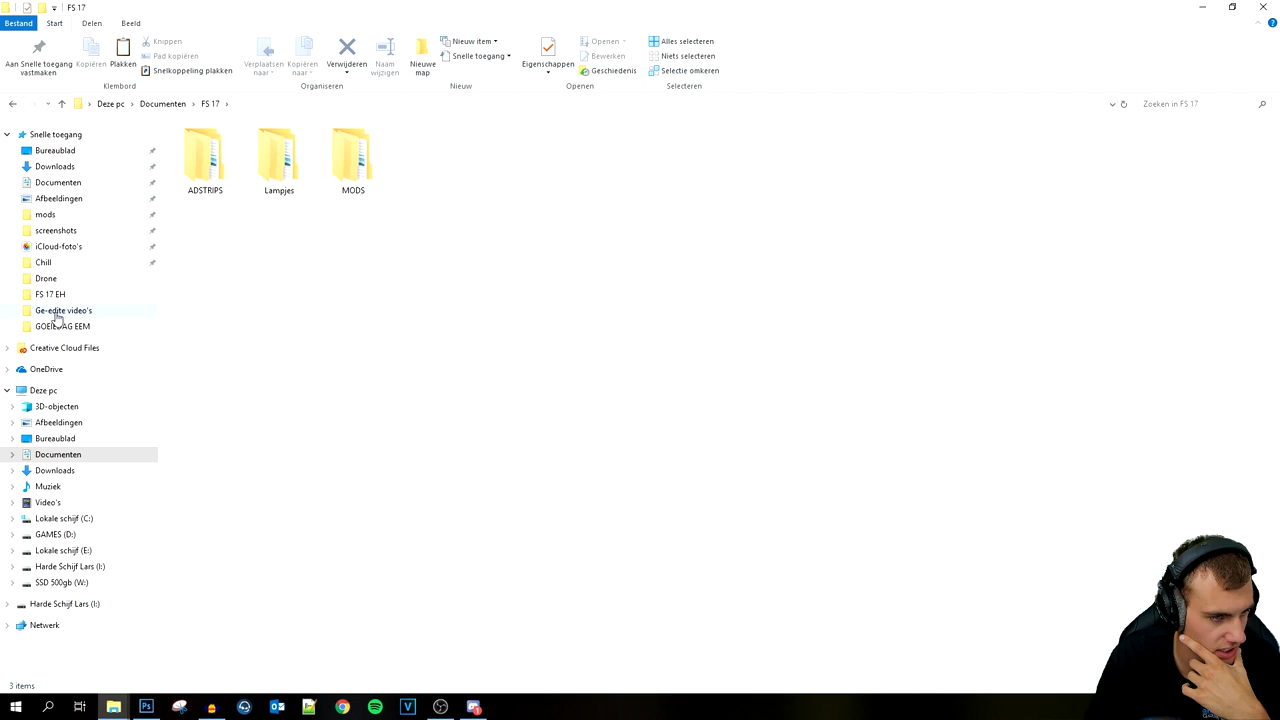 FS 17
Bestand Start Delen Beeld
Aan Snelle toegang vastmaken
Kopiëren
Plakken
Knippen
Pad kopiëren
Snelkoppeling plakken
Klembord
Verplaatsen naar
Kopiëren naar
Verwijderen
Naam wijzigen
Organiseren
Nieuwe map
Nieuw item
Snelle toegang
Nieuw
Eigenschappen
Openen
Bewerken
Geschiedenis
Openen
Alles selecteren
Niets selecteren
Selectie omkeren
Selecteren
Deze pc › Documenten › FS 17 ›
Zoeken in FS 17
Snelle toegang
Bureaublad
Downloads
Documenten
Afbeeldingen
mods
screenshots
iCloud-foto's
Chill
Drone
FS 17 EH
Ge-edite video's
Creative Cloud Files
OneDrive
Deze pc
3D-objecten
Afbeeldingen
Bureaublad
Documenten
Downloads
Muziek
Video's
Lokale schijf (C:)
GAMES (D:)
Lokale schijf (E:)
Harde Schijf Lars (I:)
SSD 500gb (W:)
Harde Schijf Lars (I:)
Netwerk
ADSTRIPS
Lampjes
MODS
3 items